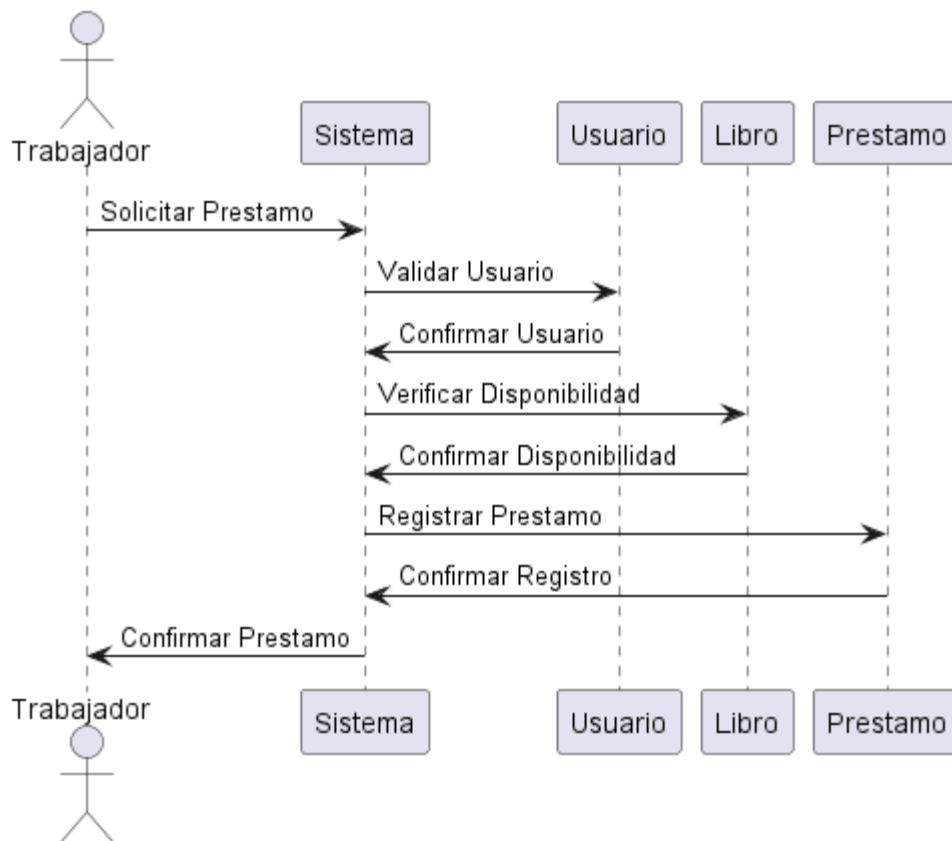 Trabajador
Sistema
Usuario
Libro
Prestamo
Solicitar Prestamo
Validar Usuario
Confirmar Usuario
Verificar Disponibilidad
Confirmar Disponibilidad
Registrar Prestamo
Confirmar Registro
Confirmar Prestamo
Trabajador
Sistema
Usuario
Libro
Prestamo